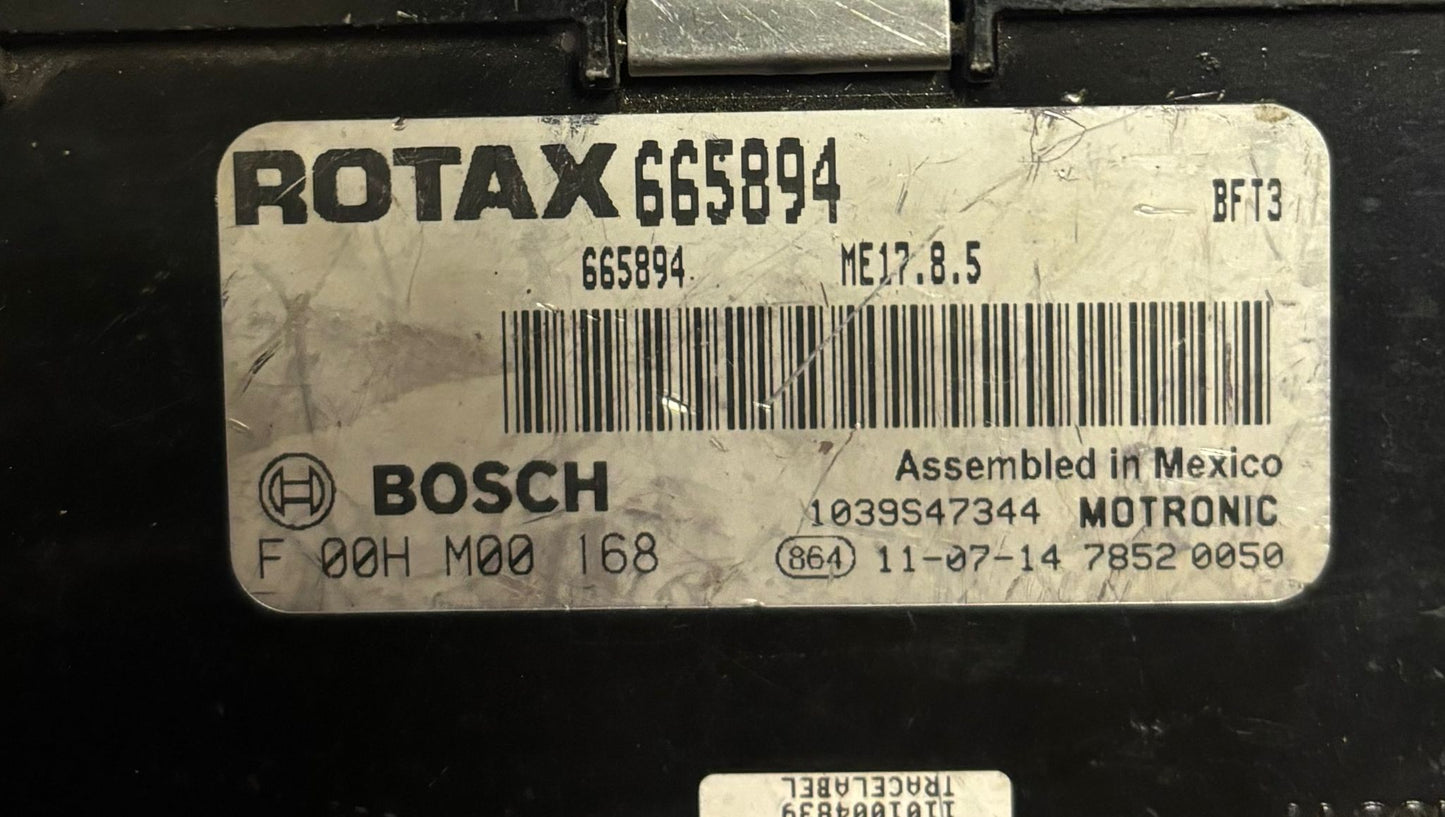 ROTAX 665894
BFT3
665894 ME17.8.5
Assembled in Mexico
BOSCH
1039S47344 MOTRONIC
F 00H M00 168
864 11-07-14 7852 0050
TRACELABEL
1101004839